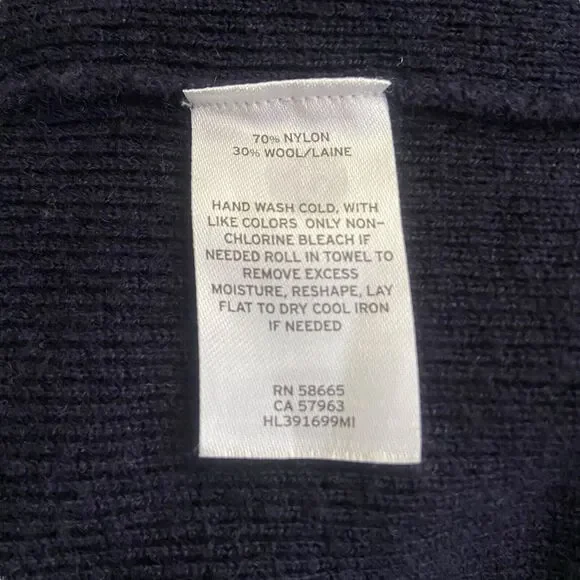 70% NYLON
30% WOOL/LAINE
HAND WASH COLD, WITH
LIKE COLORS ONLY NON-
CHLORINE BLEACH IF
NEEDED ROLL IN TOWEL TO
REMOVE EXCESS
MOISTURE, RESHAPE, LAY
FLAT TO DRY COOL IRON
IF NEEDED
RN 58665
CA 57963
HL391699MI